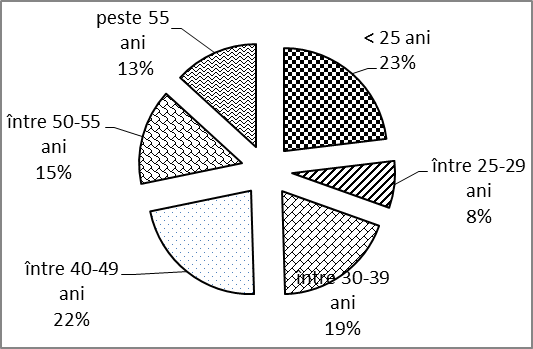 peste 55
ani
13%
< 25 ani
23%
între 25-29
ani
8%
între 30-39
ani
19%
între 40-49
ani
22%
între 50-55
ani
15%